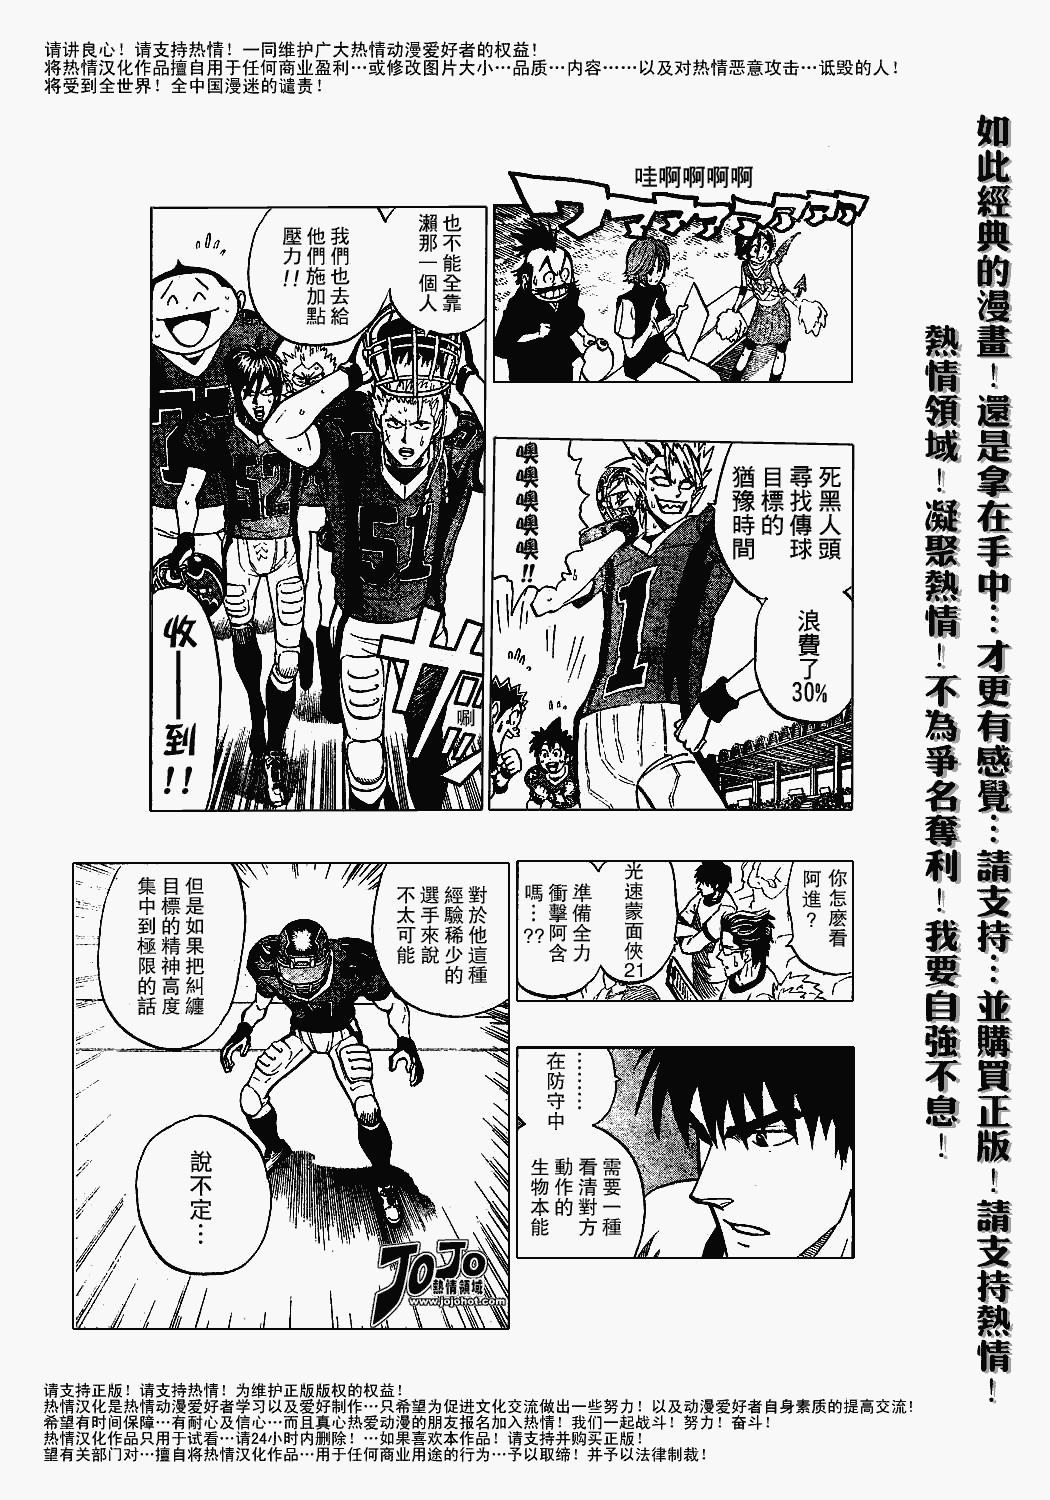 请讲良心！请支持热情！一同维护广大热情动漫爱好者的权益！
将热情汉化作品擅自用于任何商业盈利…或修改图片大小…品质…内容……以及对热情恶意攻击…诋毁的人！
将受到全世界！全中国漫迷的谴责！
如此經典的漫畫！還是拿在手中…才更有感覺…請支持…並購買正版！請支持熱情！
熱情領域！凝聚熱情！不為爭名奪利！我要自強不息！
哇啊啊啊啊
ワァァァァァァァ
也不能全靠
瀨那一個人
我們也去給
他們施加點
壓力!!
51
52
收——到!!
ザッ
唰
死黑人頭
尋找傳球
目標的
猶豫時間
浪費了
30%
噢噢噢噢噢!!
1
你怎麼看
阿進？
光速蒙面俠21
準備全力
衝擊阿含
嗎…??
………
在防守中
需要一種
看清對方
動作的
生物本能
對於他這種
經驗稀少的
選手來說
不太可能
但是如果把糾纏
目標的精神高度
集中到極限的話
說不定…
JOJO
熱情領域
www.jojohot.com
请支持正版！请支持热情！为维护正版版权的权益！
热情汉化是热情动漫爱好者学习以及爱好制作…只希望为促进文化交流做出一些努力！以及动漫爱好者自身素质的提高交流！
希望有时间保障…有耐心及信心…而且真心热爱动漫的朋友报名加入热情！我们一起战斗！努力！奋斗！
热情汉化作品只用于试看…请24小时内删除！…如果喜欢本作品！请支持并购买正版！
望有关部门对…擅自将热情汉化作品…用于任何商业用途的行为…予以取缔！并予以法律制裁！